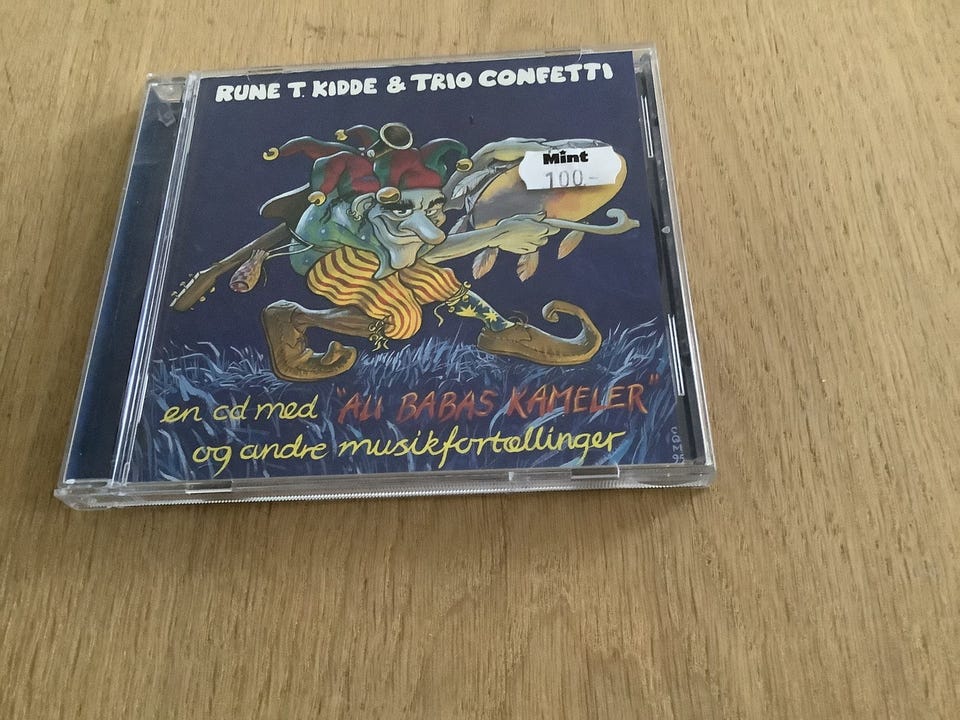 RUNE T. KIDDE & TRIO CONFETTI
Mint
100.-
en cd med "ALI BABAS KAMELER"
og andre musikfortællinger